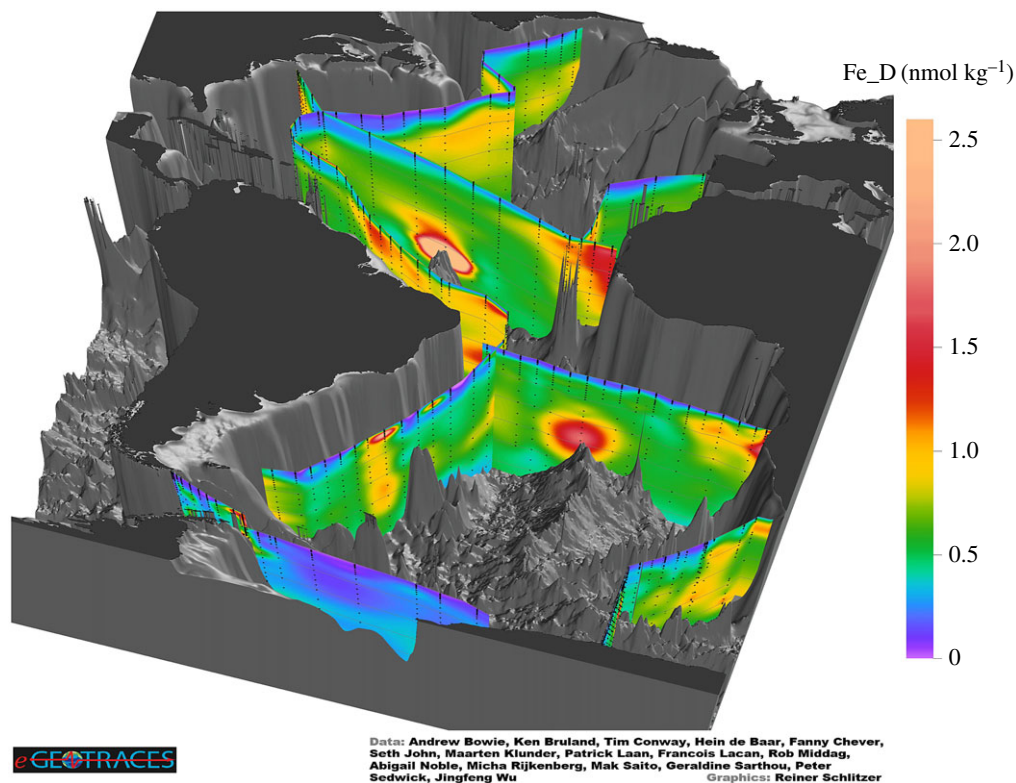 Fe_D (nmol kg⁻¹)
2.5
2.0
1.5
1.0
0.5
0
eGEOTRACES
Data: Andrew Bowie, Ken Bruland, Tim Conway, Hein de Baar, Fanny Chever,
Seth John, Maarten Klunder, Patrick Laan, Francois Lacan, Rob Middag,
Abigail Noble, Micha Rijkenberg, Mak Saito, Geraldine Sarthou, Peter
Sedwick, Jingfeng Wu Graphics: Reiner Schlitzer